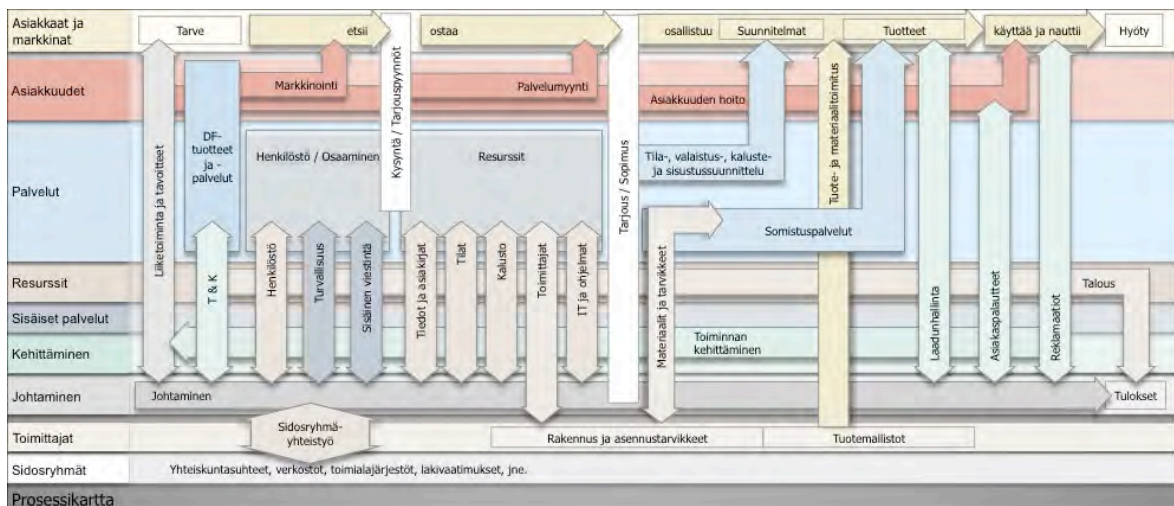 Asiakkaat ja
markkinat
Tarve
etsii
ostaa
osallistuu
Suunnitelmat
Tuotteet
käyttää ja nauttii
Hyöty
Asiakkuudet
Markkinointi
Palvelumyynti
Asiakkuuden hoito
Palvelut
DF-
tuotteet
ja -
palvelut
Henkilöstö / Osaaminen
Kysyntä / Tarjouspyynnöt
Resurssit
Tarjous / Sopimus
Tila-, valaistus-, kaluste-
ja sisustussuunnittelu
Tuote- ja materiaalitoimitus
Somistuspalvelut
Liiketoiminta ja tavoitteet
T & K
Henkilöstö
Turvallisuus
Sisäinen viestintä
Tiedot ja asiakirjat
Tilat
Kalusto
Toimittajat
IT ja ohjelmat
Materiaalit ja tarvikkeet
Laadunhallinta
Asiakaspalautteet
Reklamaatiot
Resurssit
Talous
Sisäiset palvelut
Kehittäminen
Toiminnan
kehittäminen
Johtaminen
Johtaminen
Tulokset
Toimittajat
Sidosryhmä-
yhteistyö
Rakennus ja asennustarvikkeet
Tuotemallistot
Sidosryhmät
Yhteiskuntasuhteet, verkostot, toimialajärjestöt, lakivaatimukset, jne.
Prosessikartta